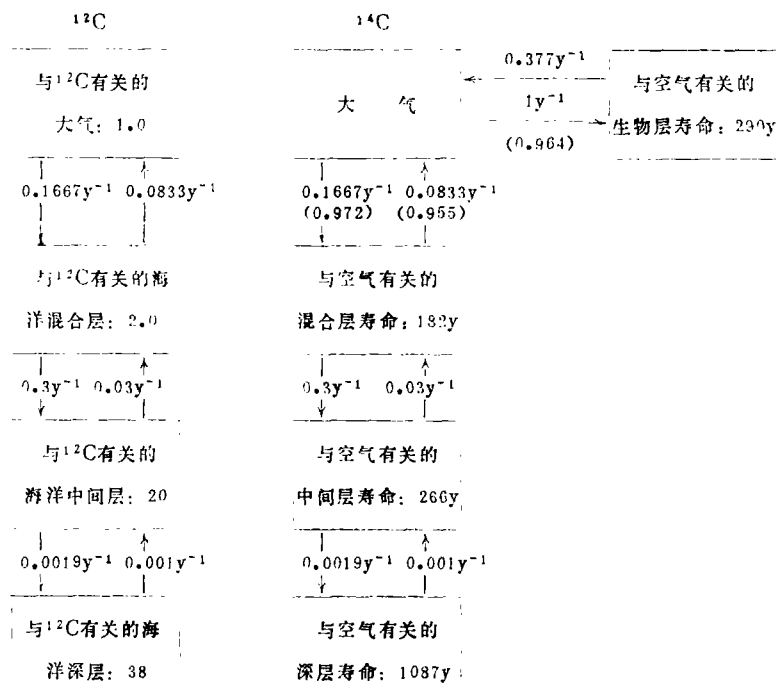 ¹²C
¹⁴C
与¹²C有关的
大气: 1.0
大 气
0.377y⁻¹
1y⁻¹
(0.964)
与空气有关的
生物层寿命: 290y
0.1667y⁻¹ 0.0833y⁻¹
0.1667y⁻¹ 0.0833y⁻¹
(0.972) (0.955)
与¹²C有关的海
洋混合层: 2.0
与空气有关的
混合层寿命: 182y
0.3y⁻¹ 0.03y⁻¹
0.3y⁻¹ 0.03y⁻¹
与¹²C有关的
海洋中间层: 20
与空气有关的
中间层寿命: 266y
0.0019y⁻¹ 0.001y⁻¹
0.0019y⁻¹ 0.001y⁻¹
与¹²C有关的海
洋深层: 38
与空气有关的
深层寿命: 1087y